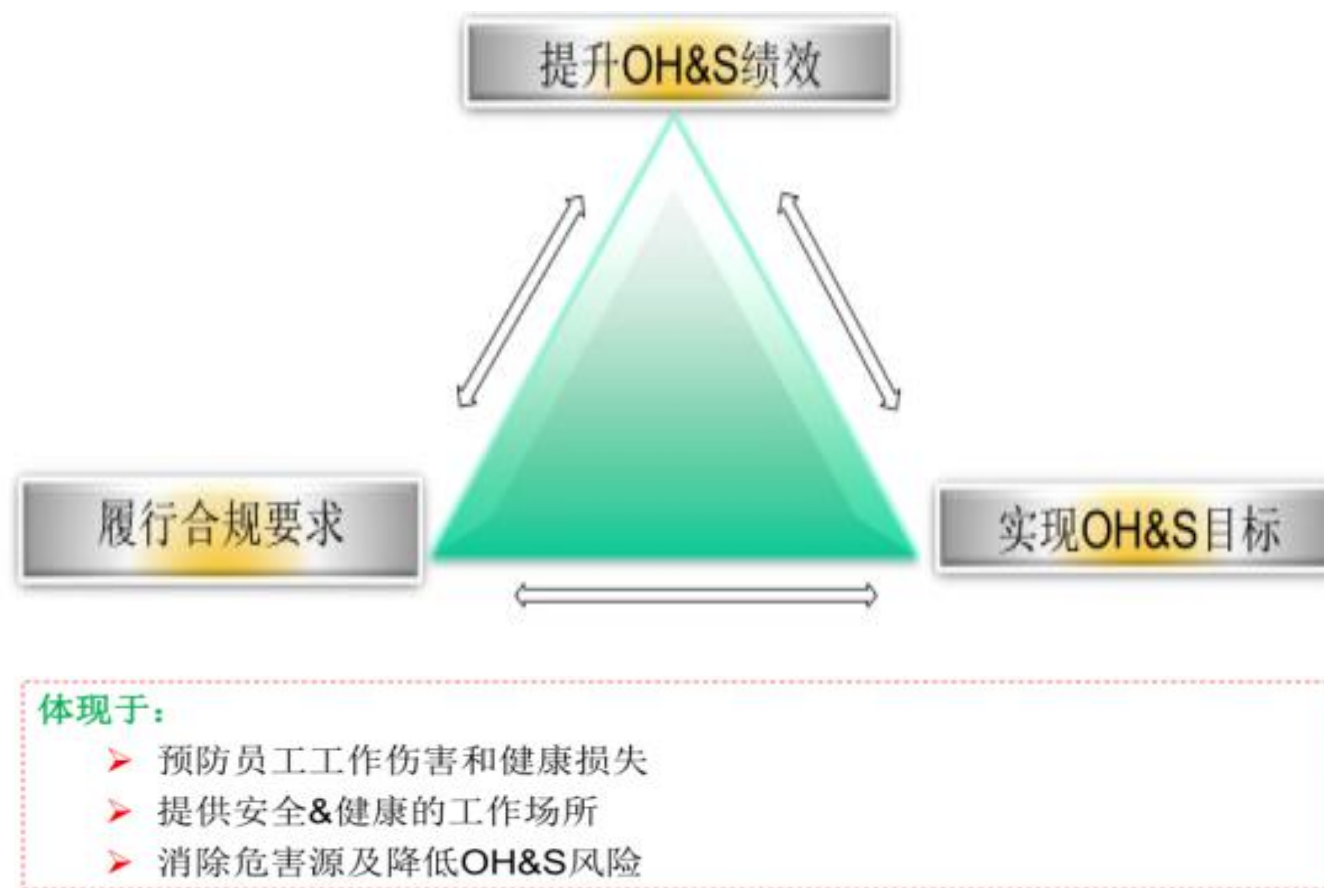 提升OH&S绩效
履行合规要求
实现OH&S目标
体现于：
预防员工工作伤害和健康损失
提供安全&健康的工作场所
消除危害源及降低OH&S风险